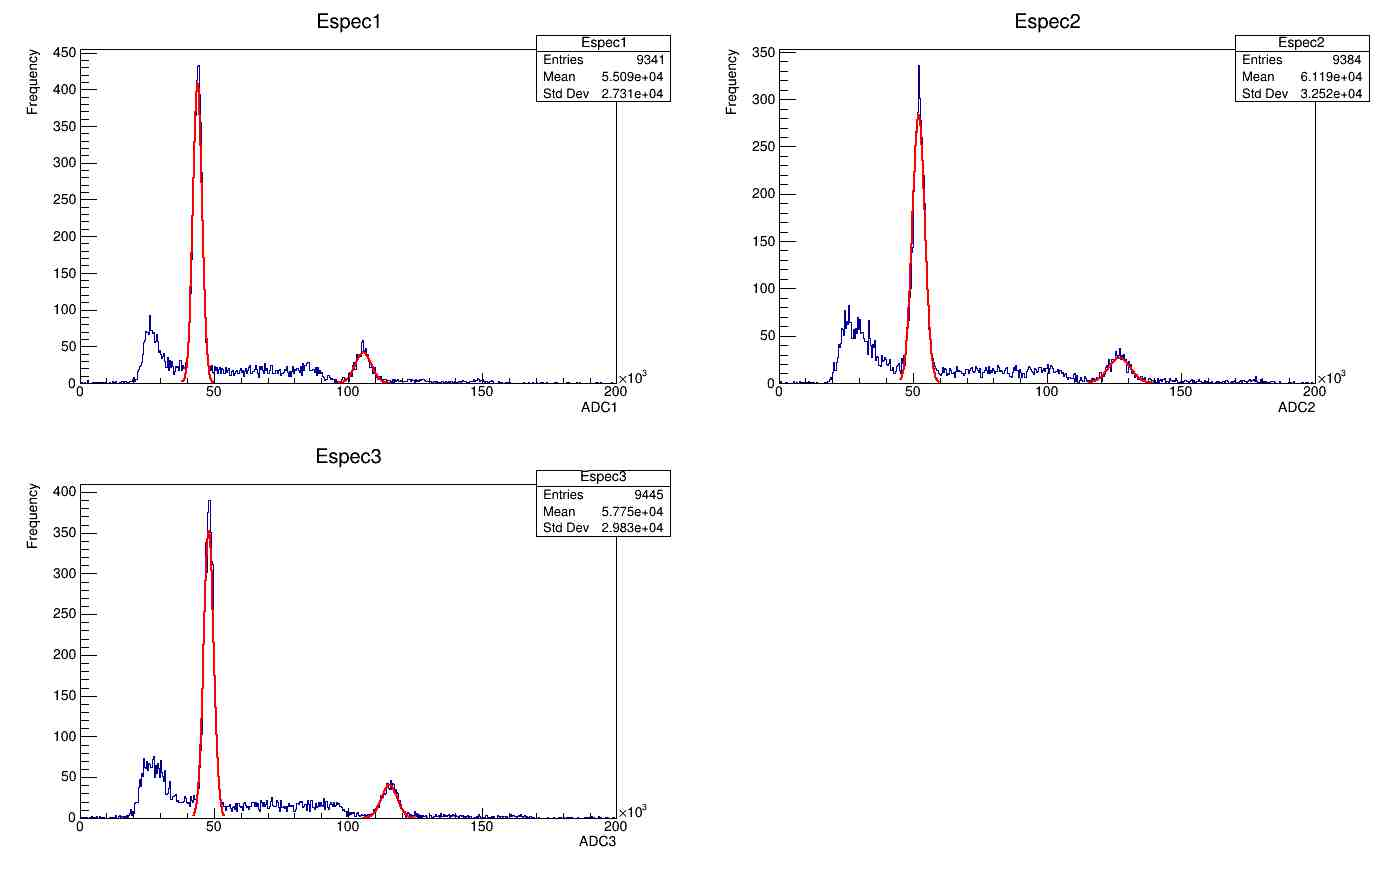 Espec1
Espec1
Entries 9341
Mean 5.509e+04
Std Dev 2.731e+04
Frequency
450
400
350
300
250
200
150
100
50
0
0 50 100 150 200
×10³
ADC1
Espec2
Espec2
Entries 9384
Mean 6.119e+04
Std Dev 3.252e+04
Frequency
350
300
250
200
150
100
50
0
0 50 100 150 200
×10³
ADC2
Espec3
Espec3
Entries 9445
Mean 5.775e+04
Std Dev 2.983e+04
Frequency
400
350
300
250
200
150
100
50
0
0 50 100 150 200
×10³
ADC3